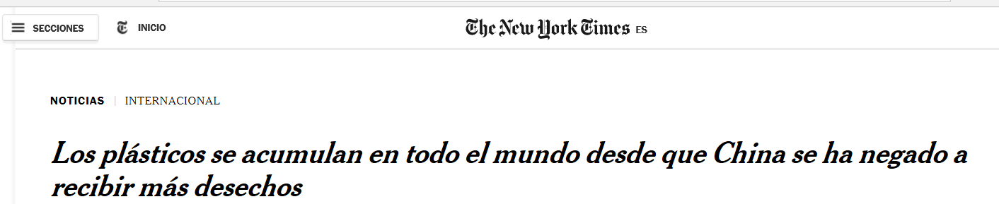 SECCIONES INICIO The New York Times ES
NOTICIAS | INTERNACIONAL
Los plásticos se acumulan en todo el mundo desde que China se ha negado a
recibir más desechos